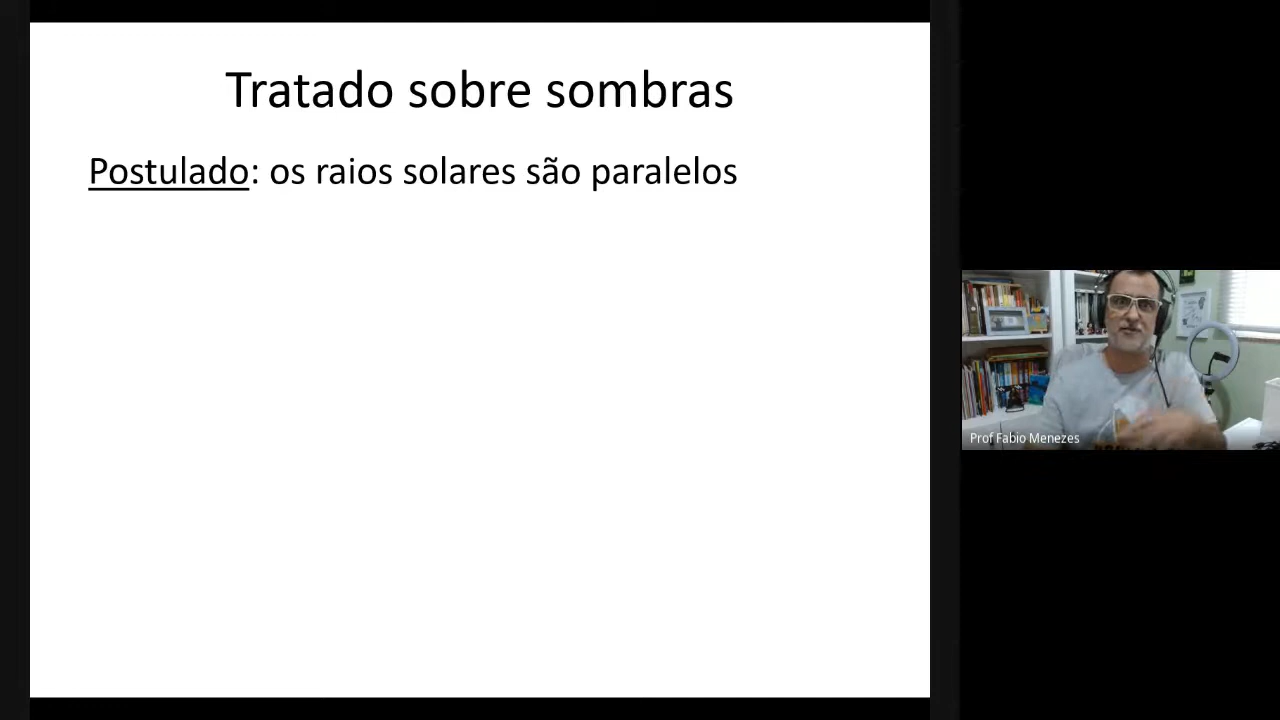 Tratado sobre sombras
Postulado: os raios solares são paralelos
Prof Fabio Menezes